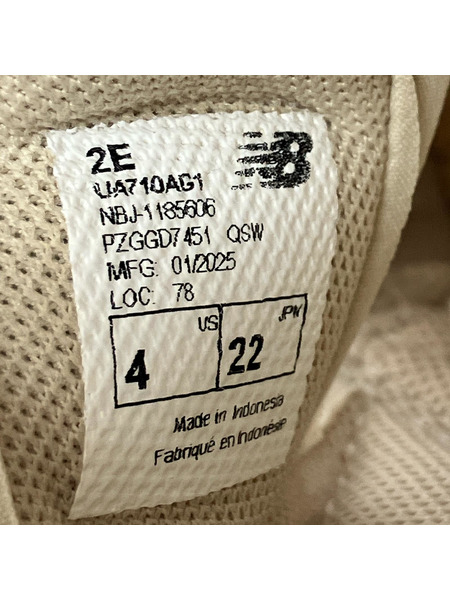 2E
UA710AG1
NBJ-1185606
PZGGD7451 QSW
MFG: 01/2025
LOC: 78
US JPN
4 22
Made in Indonesia
Fabriqué en Indonésie